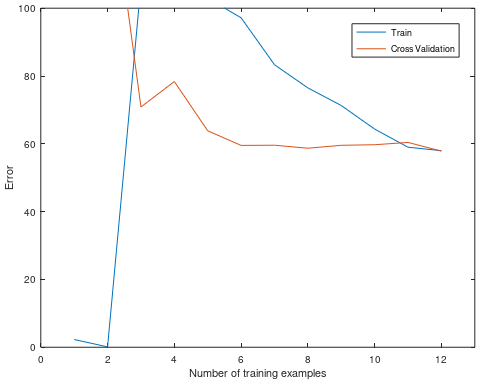 100
80
60
40
20
0
Error
0 2 4 6 8 10 12
Number of training examples
Train
Cross Validation